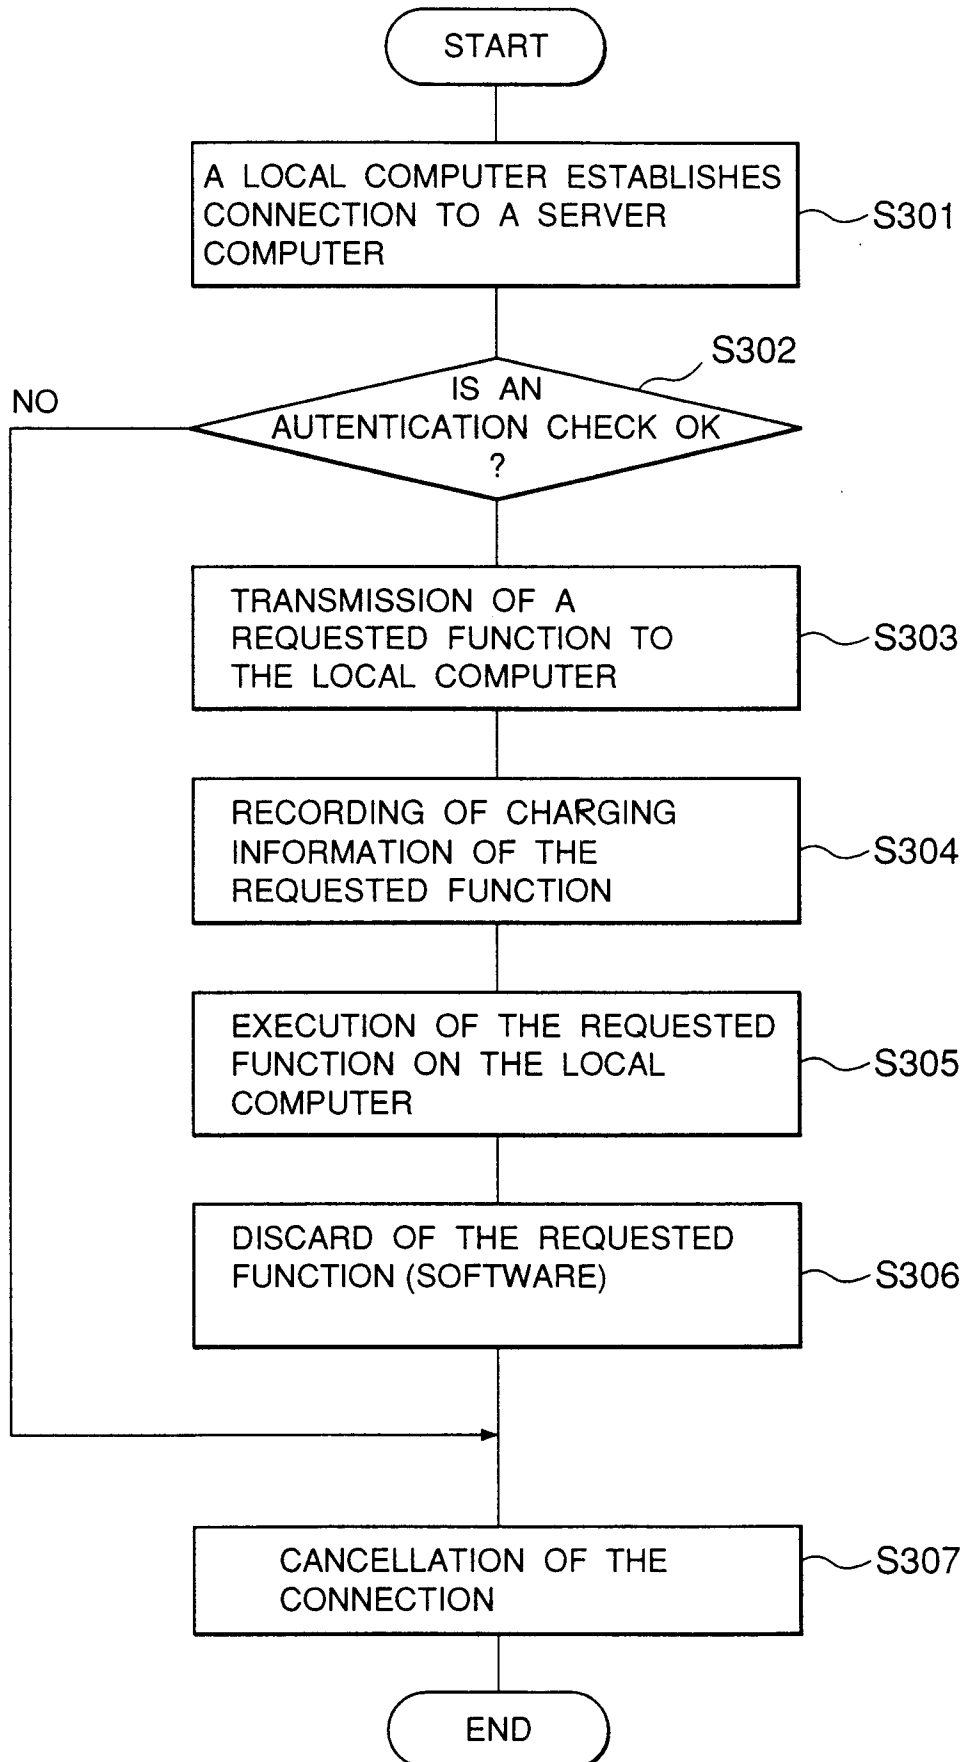 START
A LOCAL COMPUTER ESTABLISHES
CONNECTION TO A SERVER
COMPUTER
S301
S302
NO
IS AN
AUTENTICATION CHECK OK
?
TRANSMISSION OF A
REQUESTED FUNCTION TO
THE LOCAL COMPUTER
S303
RECORDING OF CHARGING
INFORMATION OF THE
REQUESTED FUNCTION
S304
EXECUTION OF THE REQUESTED
FUNCTION ON THE LOCAL
COMPUTER
S305
DISCARD OF THE REQUESTED
FUNCTION (SOFTWARE)
S306
CANCELLATION OF THE
CONNECTION
S307
END